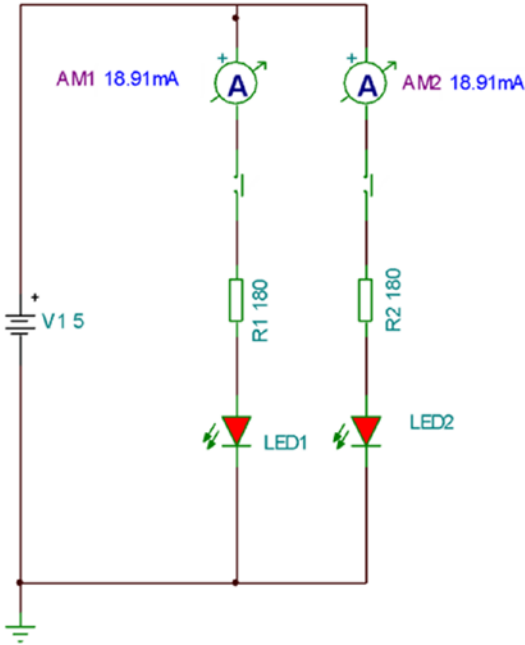 +
+
AM1 18.91mA
A
A
AM2 18.91mA
+
V1 5
R1 180
R2 180
LED1
LED2